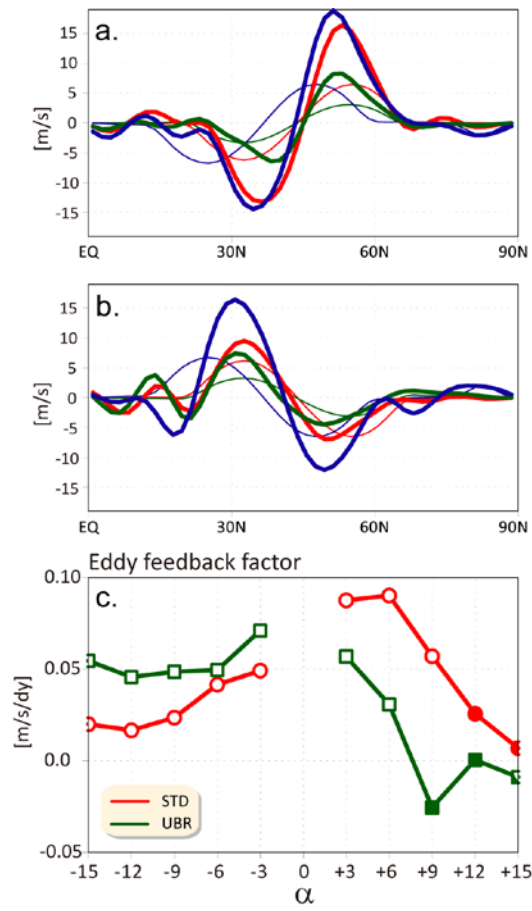 a.
[m/s]
15
10
5
0
-5
-10
-15
EQ 30N 60N 90N
b.
[m/s]
15
10
5
0
-5
-10
-15
EQ 30N 60N 90N
Eddy feedback factor
c.
[m/s/dy]
0.10
0.05
0.0
-0.05
STD
UBR
-15 -12 -9 -6 -3 0 +3 +6 +9 +12 +15
α